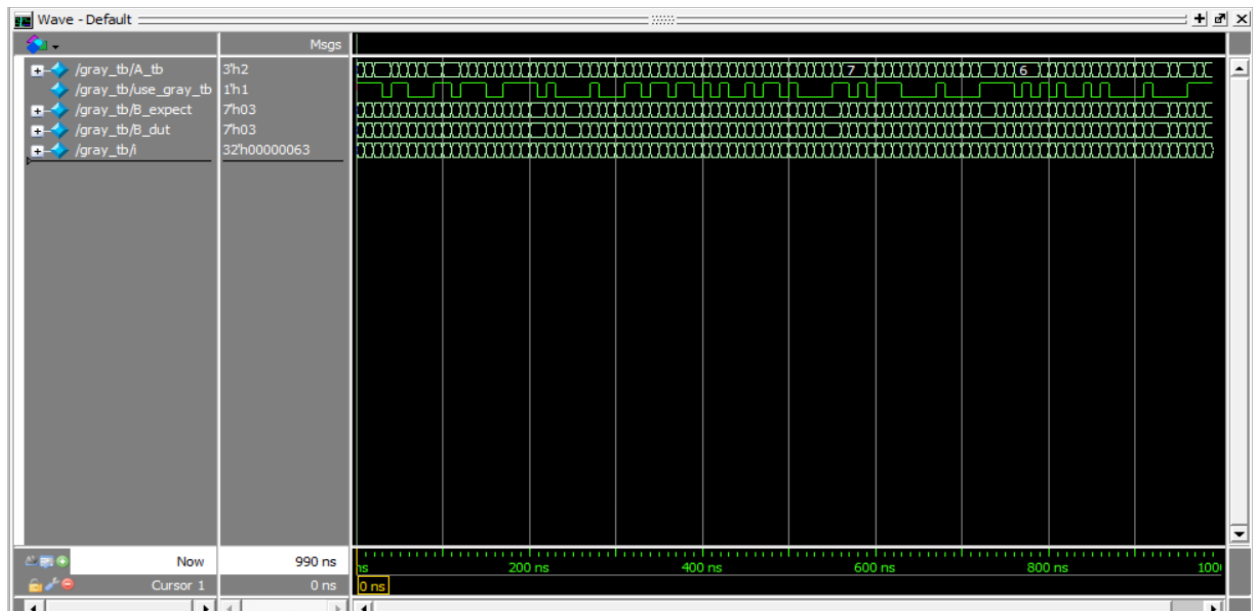 Wave - Default
Msgs
/gray_tb/A_tb 3'h2 7 6
/gray_tb/use_gray_tb 1'h1
/gray_tb/B_expect 7'h03
/gray_tb/B_dut 7'h03
/gray_tb/i 32'h00000063
Now 990 ns ns 200 ns 400 ns 600 ns 800 ns 100
Cursor 1 0 ns 0 ns